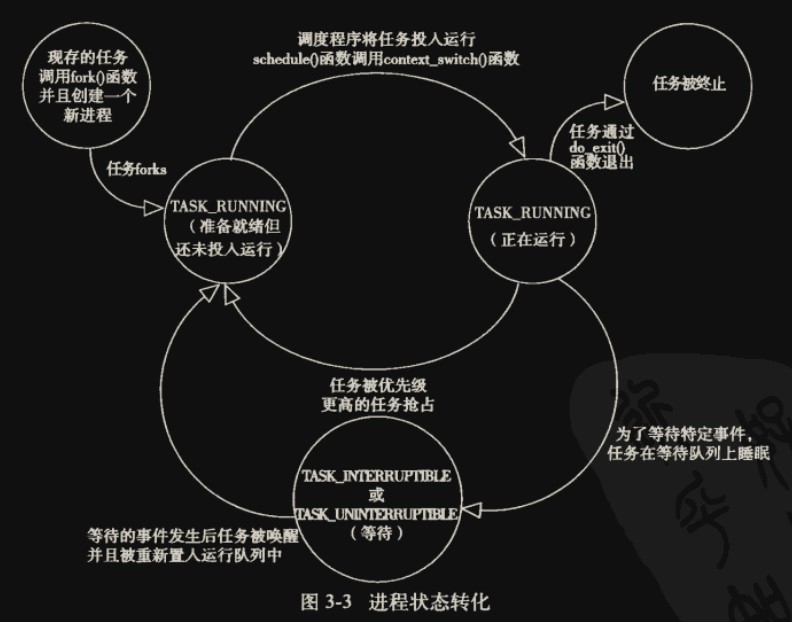 现存的任务
调用fork()函数
并且创建一个
新进程
调度程序将任务投入运行
schedule()函数调用context_switch()函数
任务被终止
任务通过
do_exit()
函数退出
任务forks
TASK_RUNNING
（准备就绪但
还未投入运行）
TASK_RUNNING
（正在运行）
任务被优先级
更高的任务抢占
为了等待特定事件，
任务在等待队列上睡眠
TASK_INTERRUPTIBLE
或
TASK_UNINTERRUPTIBLE
（等待）
等待的事件发生后任务被唤醒
并且被重新置入运行队列中
图 3-3 进程状态转化